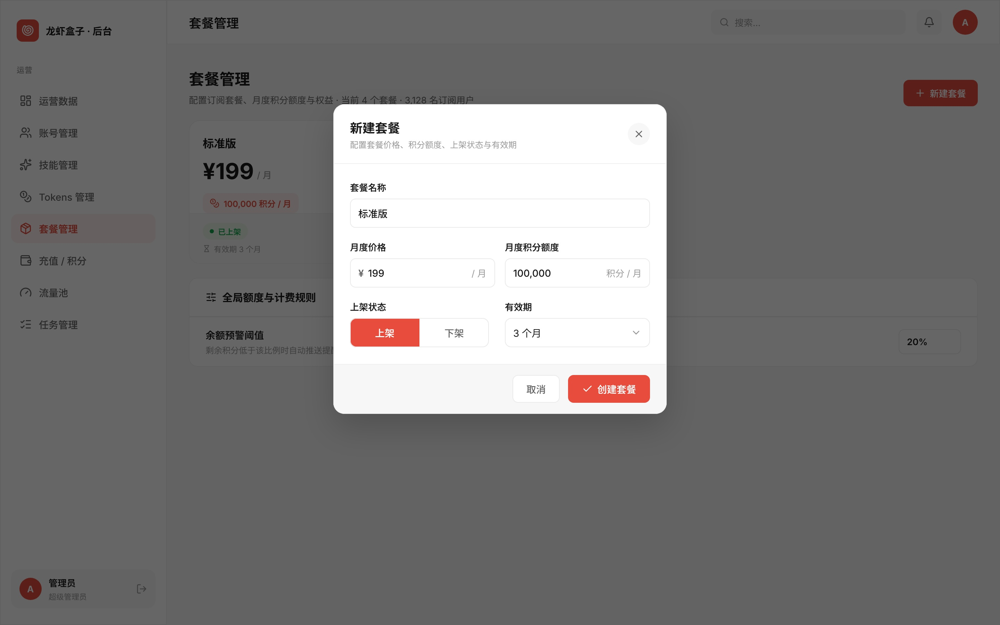 龙虾盒子 · 后台
运营
运营数据
账号管理
技能管理
Tokens 管理
套餐管理
充值 / 积分
流量池
任务管理
A
管理员
超级管理员
套餐管理
搜索...
A
套餐管理
配置订阅套餐、月度积分额度与权益 · 当前 4 个套餐 · 3,128 名订阅用户
新建套餐
标准版
¥199 / 月
100,000 积分 / 月
已上架
有效期 3 个月
全局额度与计费规则
余额预警阈值
剩余积分低于该比例时自动推送提
20%
新建套餐
配置套餐价格、积分额度、上架状态与有效期
套餐名称
标准版
月度价格
月度积分额度
¥ 199 / 月
100,000 积分 / 月
上架状态
有效期
上架 下架
3 个月
取消
创建套餐